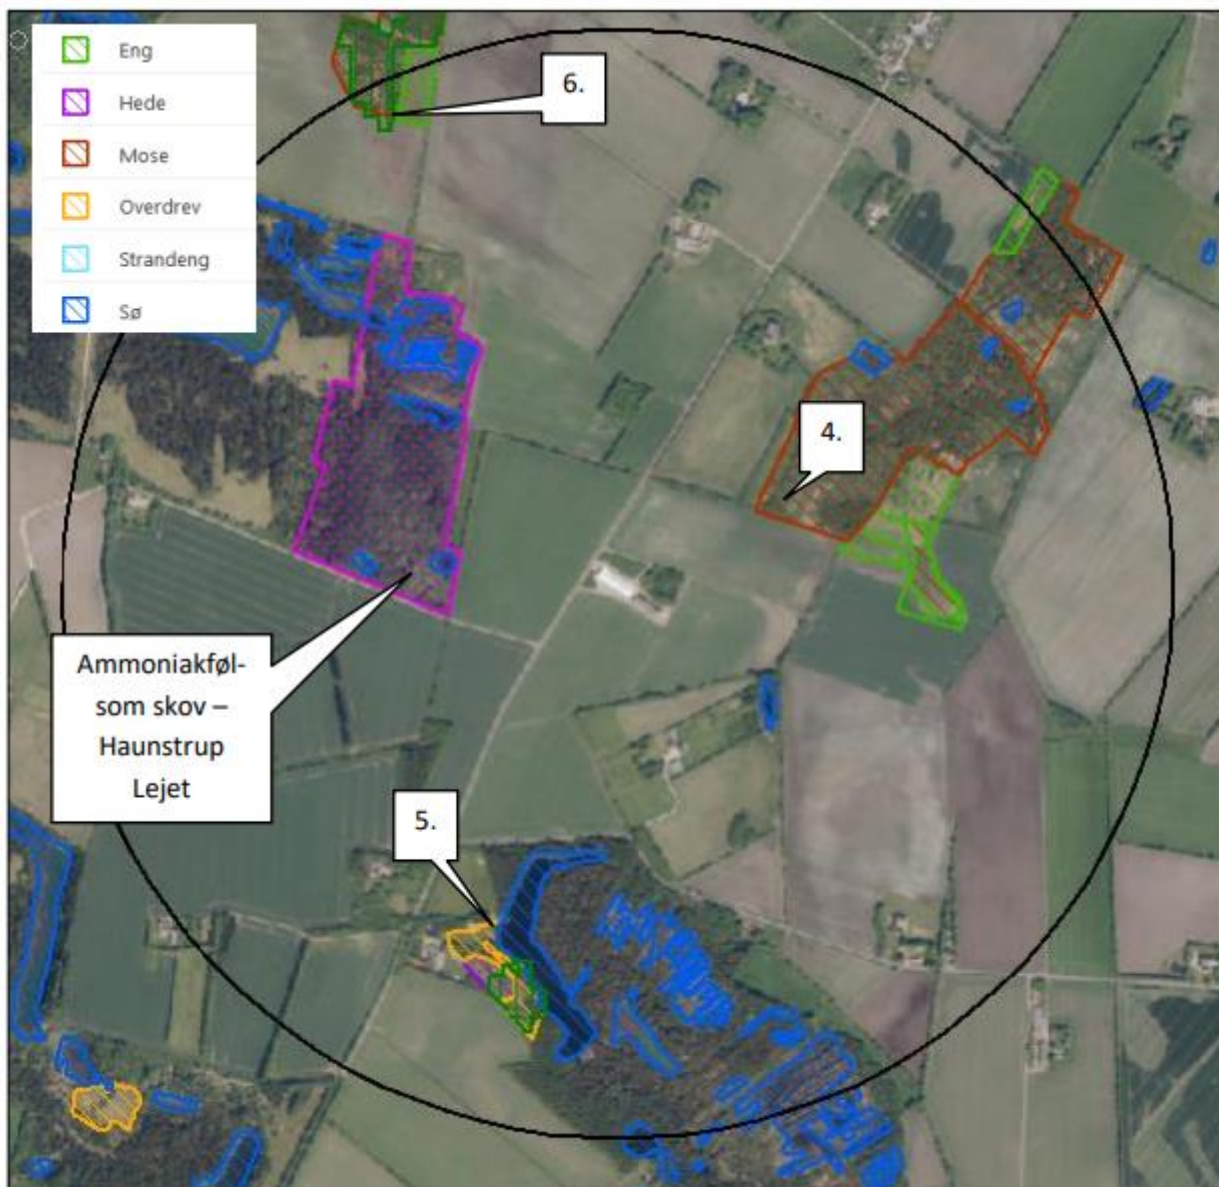 Eng
Hede
Mose
Overdrev
Strandeng
Sø
6.
4.
Ammoniakføl-
som skov –
Haunstrup
Lejet
5.